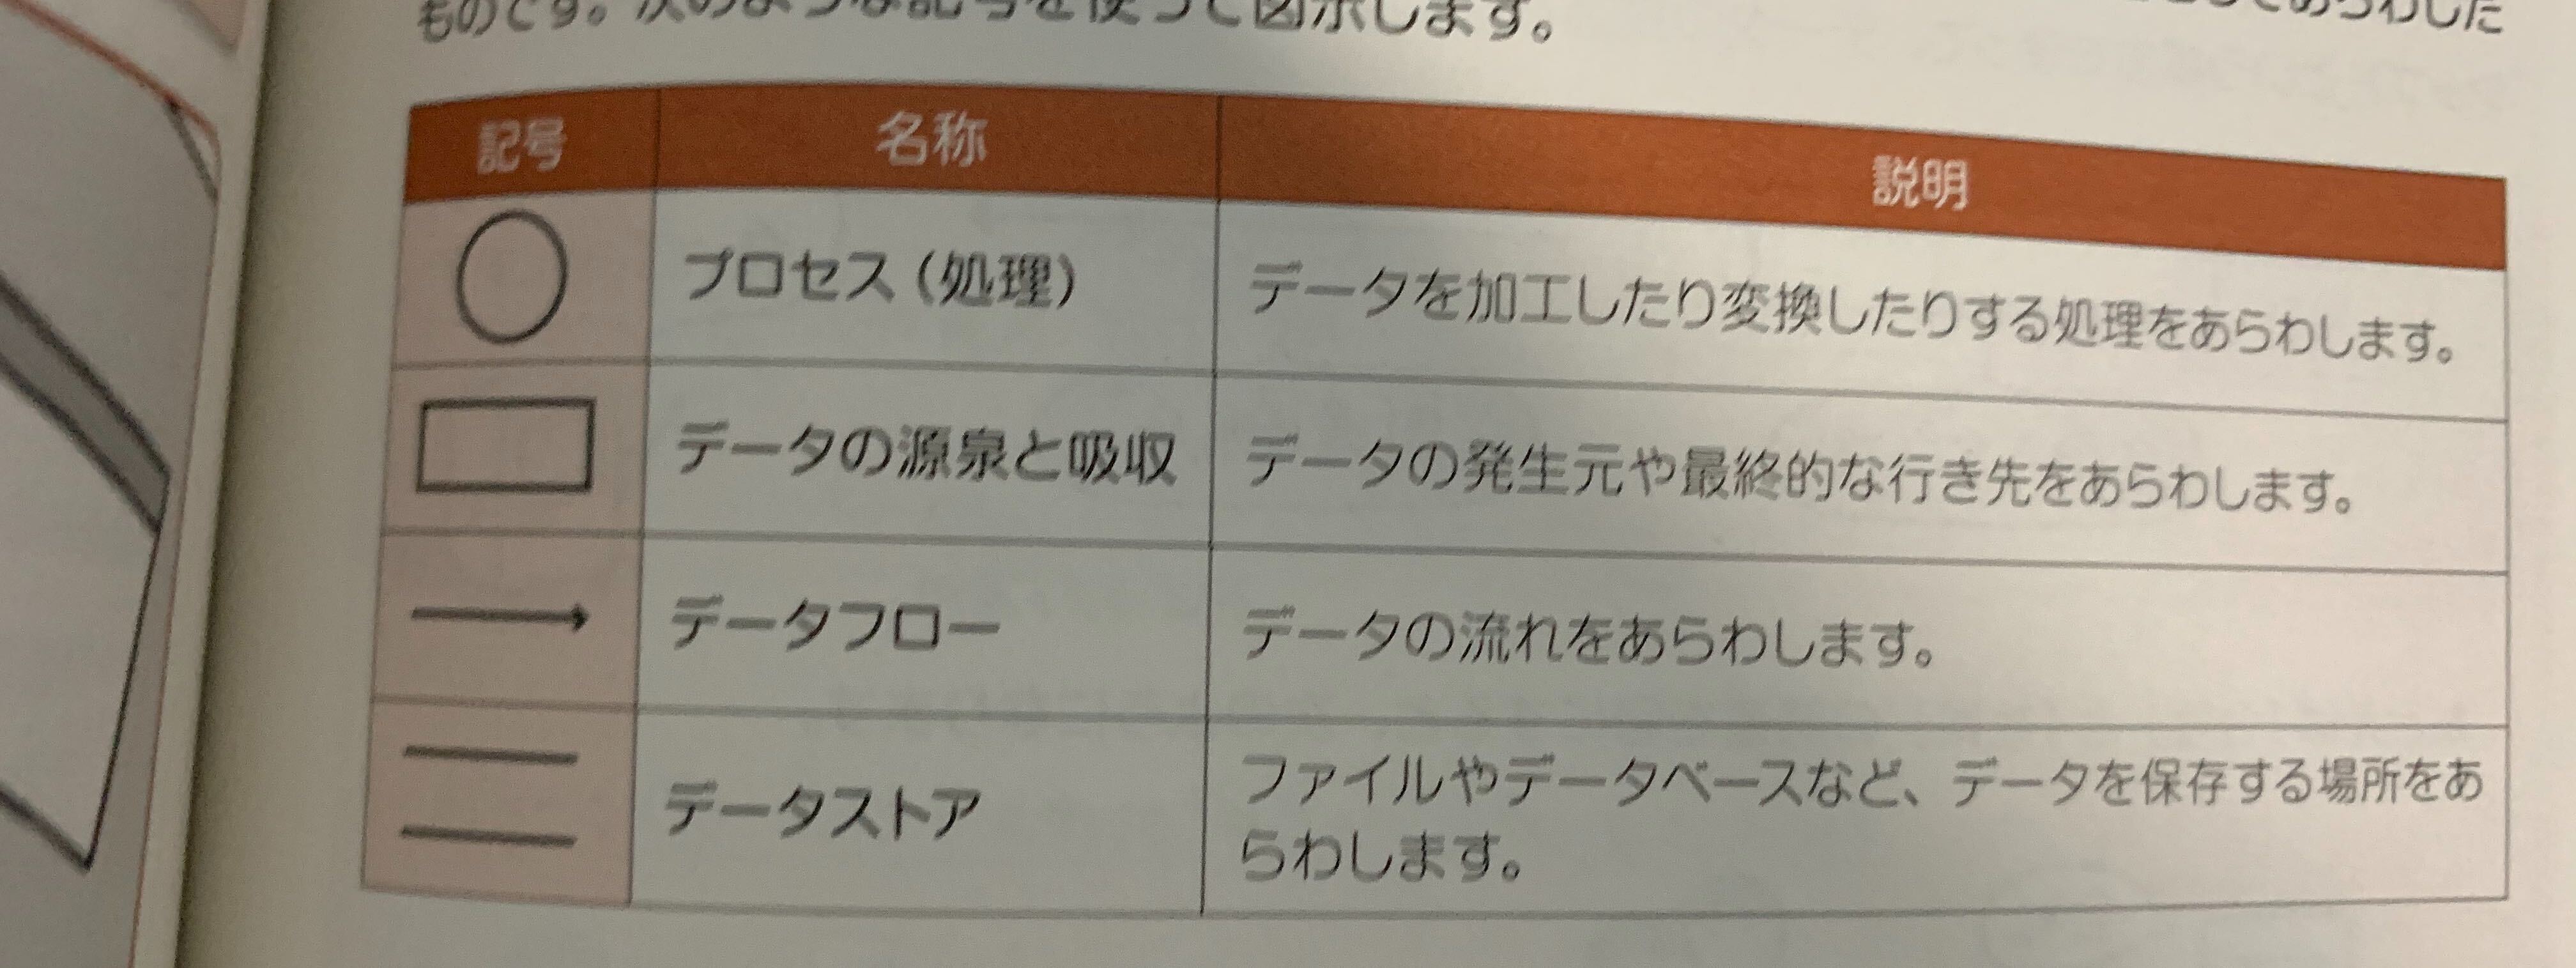 ものです。次のような記号を使って図示します。
あらわした
記号 名称 説明
プロセス（処理） データを加工したり変換したりする処理をあらわします。
データの源泉と吸収 データの発生元や最終的な行き先をあらわします。
データフロー データの流れをあらわします。
データストア ファイルやデータベースなど、データを保存する場所をあ
らわします。